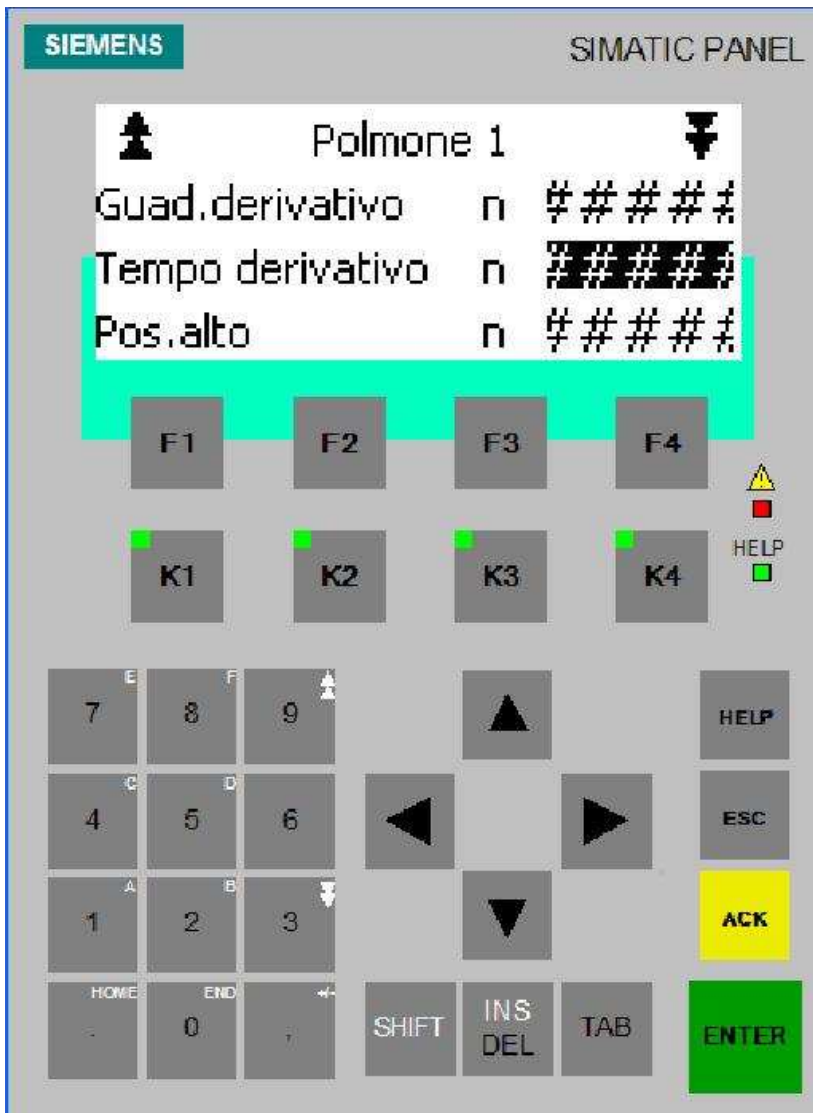 SIEMENS
SIMATIC PANEL
Polmone 1
Guad.derivativo n #####
Tempo derivativo n #####
Pos.alto n #####
F1 F2 F3 F4
HELP
K1 K2 K3 K4
E F
7 8 9 HELP
C D
4 5 6 ESC
A B
1 2 3 ACK
HOME END +/-
. 0 , SHIFT INS DEL TAB ENTER